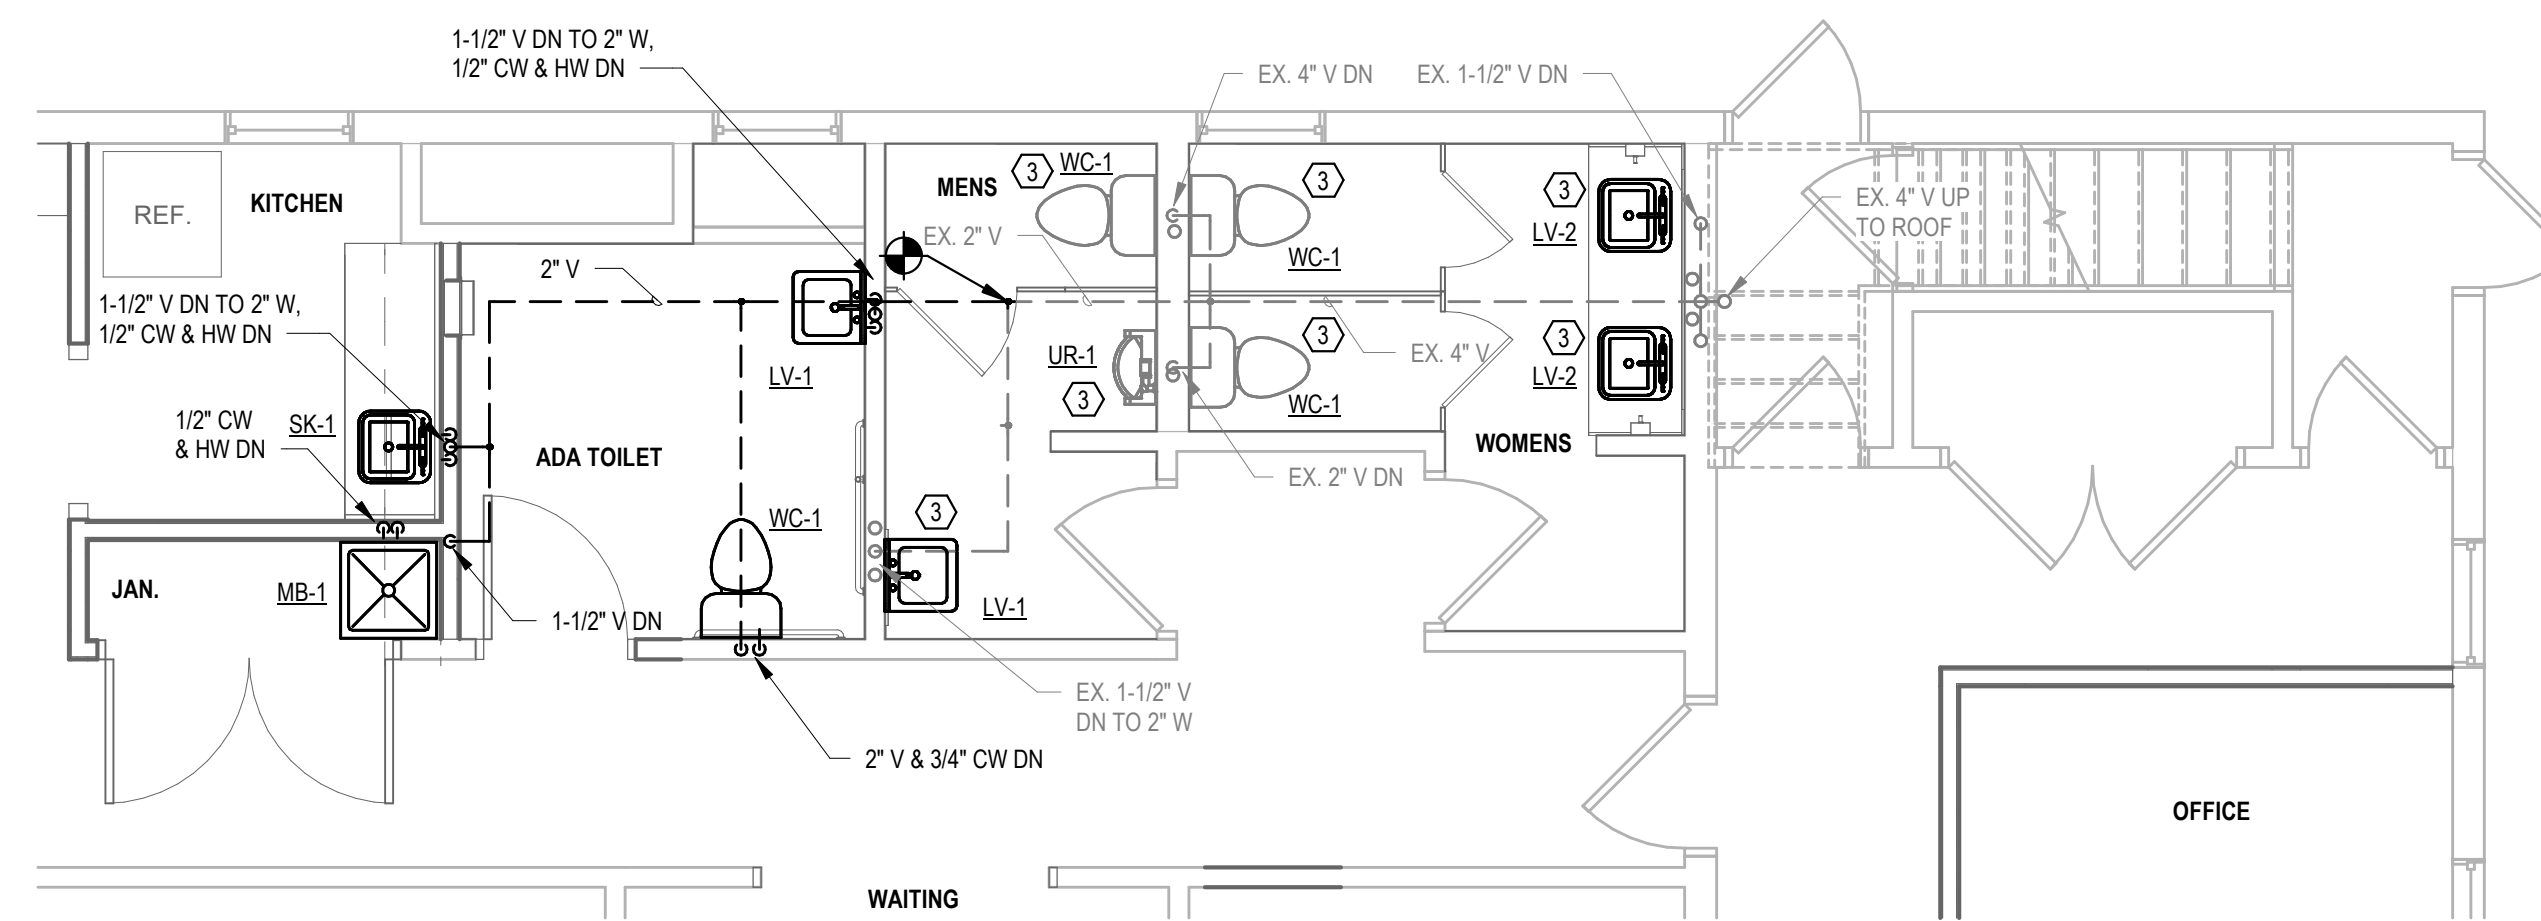 1-1/2" V DN TO 2" W,
1/2" CW & HW DN
EX. 4" V DN
EX. 1-1/2" V DN
3
WC-1
MENS
3
3
REF.
KITCHEN
EX. 4" V UP
TO ROOF
EX. 2" V
WC-1
LV-2
2" V
1-1/2" V DN TO 2" W,
1/2" CW & HW DN
3
3
UR-1
EX. 4" V
LV-1
LV-2
3
WC-1
1/2" CW
& HW DN
SK-1
ADA TOILET
WOMENS
EX. 2" V DN
3
WC-1
JAN.
MB-1
1-1/2" V DN
LV-1
EX. 1-1/2" V
DN TO 2" W
2" V & 3/4" CW DN
OFFICE
WAITING